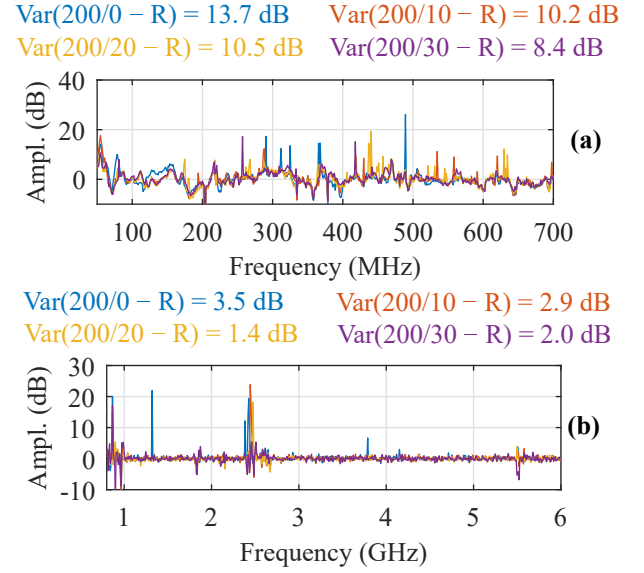 Var(200/0 − R) = 13.7 dB Var(200/10 − R) = 10.2 dB
Var(200/20 − R) = 10.5 dB Var(200/30 − R) = 8.4 dB
40
20
0
Ampl. (dB)
(a)
100 200 300 400 500 600 700
Frequency (MHz)
Var(200/0 − R) = 3.5 dB Var(200/10 − R) = 2.9 dB
Var(200/20 − R) = 1.4 dB Var(200/30 − R) = 2.0 dB
30
20
10
0
-10
Ampl. (dB)
(b)
1 2 3 4 5 6
Frequency (GHz)